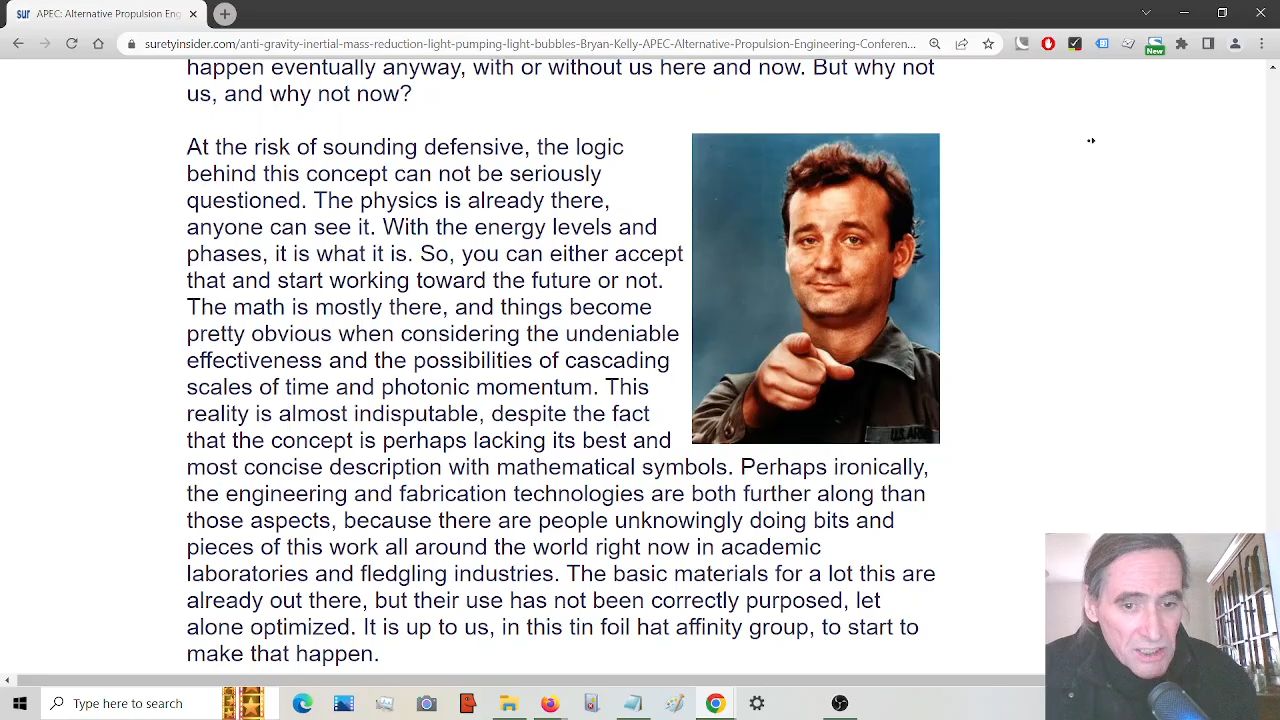 APEC: Alternative Propulsion Eng
suretyinsider.com/anti-gravity-inertial-mass-reduction-light-pumping-light-bubbles-Bryan-Kelly-APEC-Alternative-Propulsion-Engineering-Conferen...
New
happen eventually anyway, with or without us here and now. But why not
us, and why not now?
At the risk of sounding defensive, the logic
behind this concept can not be seriously
questioned. The physics is already there,
anyone can see it. With the energy levels and
phases, it is what it is. So, you can either accept
that and start working toward the future or not.
The math is mostly there, and things become
pretty obvious when considering the undeniable
effectiveness and the possibilities of cascading
scales of time and photonic momentum. This
reality is almost indisputable, despite the fact
that the concept is perhaps lacking its best and
most concise description with mathematical symbols. Perhaps ironically,
the engineering and fabrication technologies are both further along than
those aspects, because there are people unknowingly doing bits and
pieces of this work all around the world right now in academic
laboratories and fledgling industries. The basic materials for a lot this are
already out there, but their use has not been correctly purposed, let
alone optimized. It is up to us, in this tin foil hat affinity group, to start to
make that happen.
U.S.
Type here to search